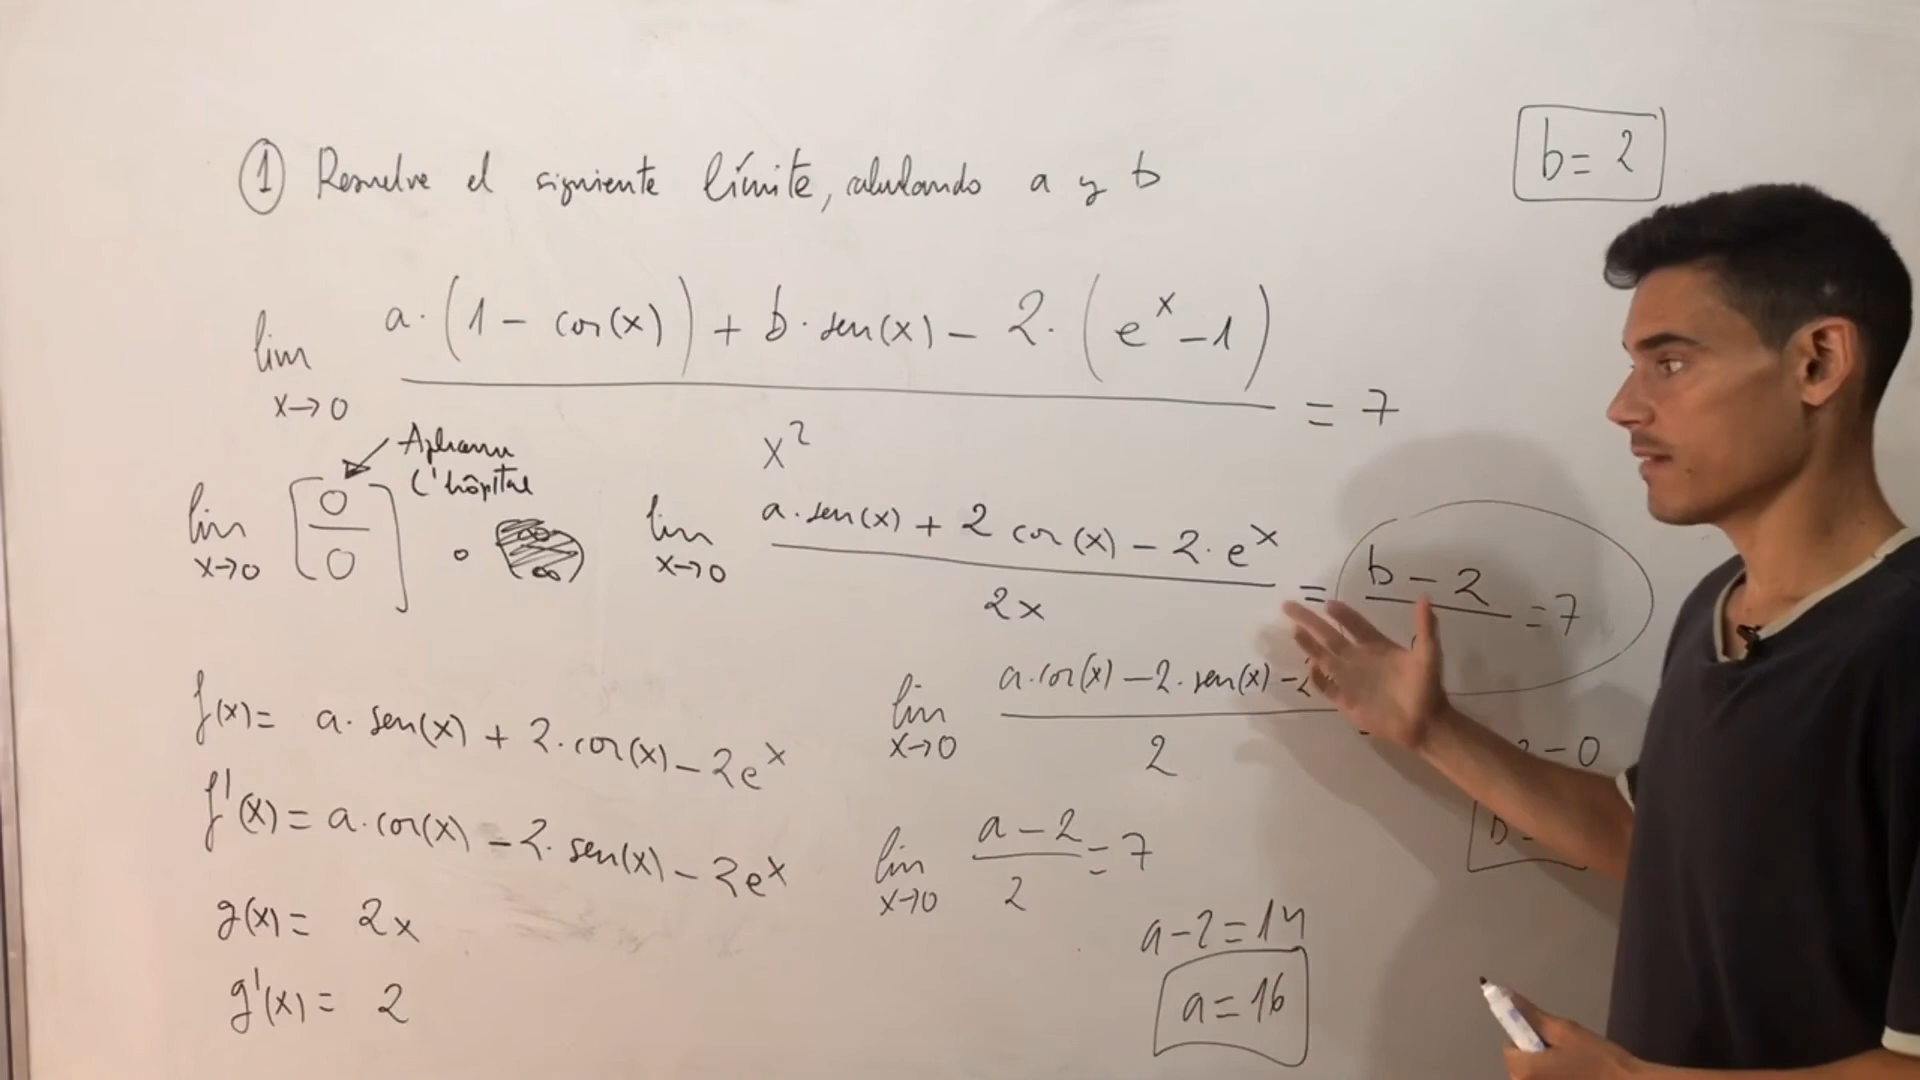 ① Resuelve el siguiente límite, calculando a y b
b = 2
lim x→0 a·(1 − cos(x)) + b·sen(x) − 2·(e^x − 1) / x² = 7
lim x→0 [0/0] o (∞/∞)
Aplicamos
L'hôpital
lim x→0 a·sen(x) + 2 cos(x) − 2·e^x / 2x = b − 2 / = 7
f(x) = a·sen(x) + 2·cos(x) − 2e^x
f'(x) = a·cos(x) − 2·sen(x) − 2e^x
g(x) = 2x
g'(x) = 2
lim x→0 a·cos(x) − 2·sen(x) − 2 / 2
lim x→0 a − 2 / 2 = 7
a − 2 = 14
a = 16
− 0
b =